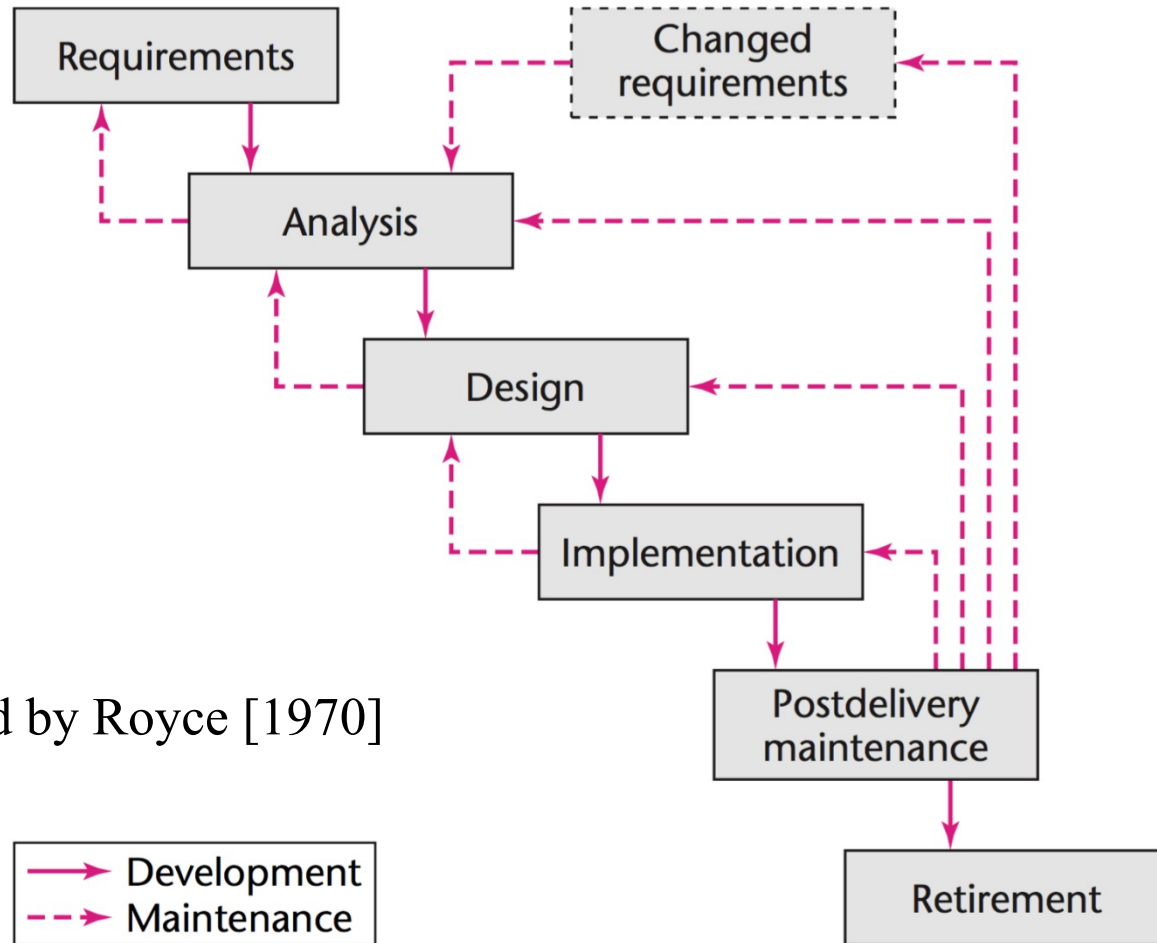 Requirements
Changed
requirements
Analysis
Design
Implementation
Postdelivery
maintenance
d by Royce [1970]
Development
Maintenance
Retirement